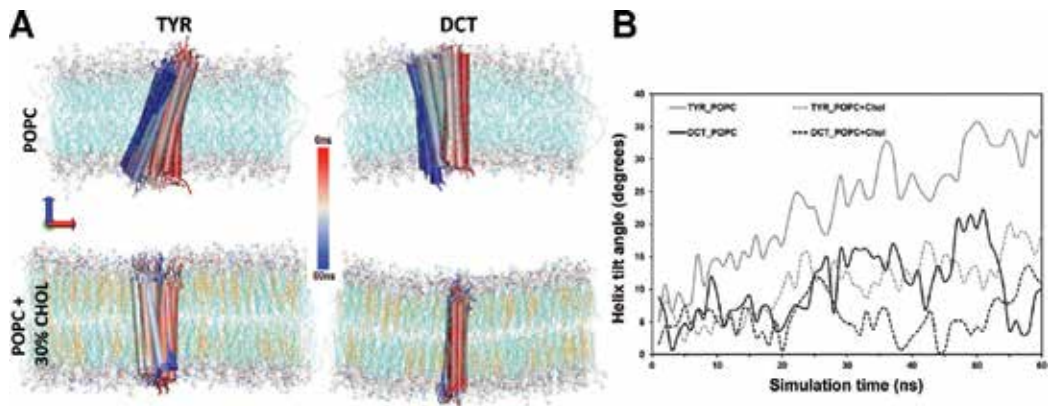 A
TYR
DCT
POPC
0ns
60ns
POPC +
30% CHOL
B
Helix tilt angle (degrees)
40
35
30
25
20
15
10
5
0
TYR_POPC
TYR_POPC+Chol
DCT_POPC
DCT_POPC+Chol
0 10 20 30 40 50 60
Simulation time (ns)